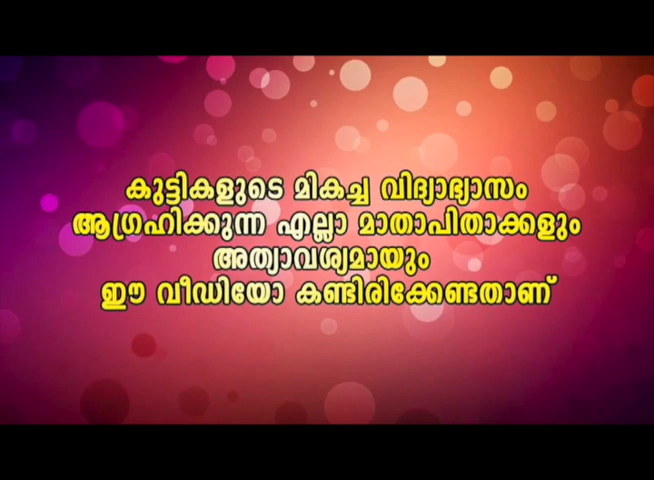 കുട്ടികളുടെ മികച്ച വിദ്യാഭ്യാസം
ആഗ്രഹിക്കുന്ന എല്ലാ മാതാപിതാക്കളും
അത്യാവശ്യമായും
ഈ വീഡിയോ കണ്ടിരിക്കേണ്ടതാണ്